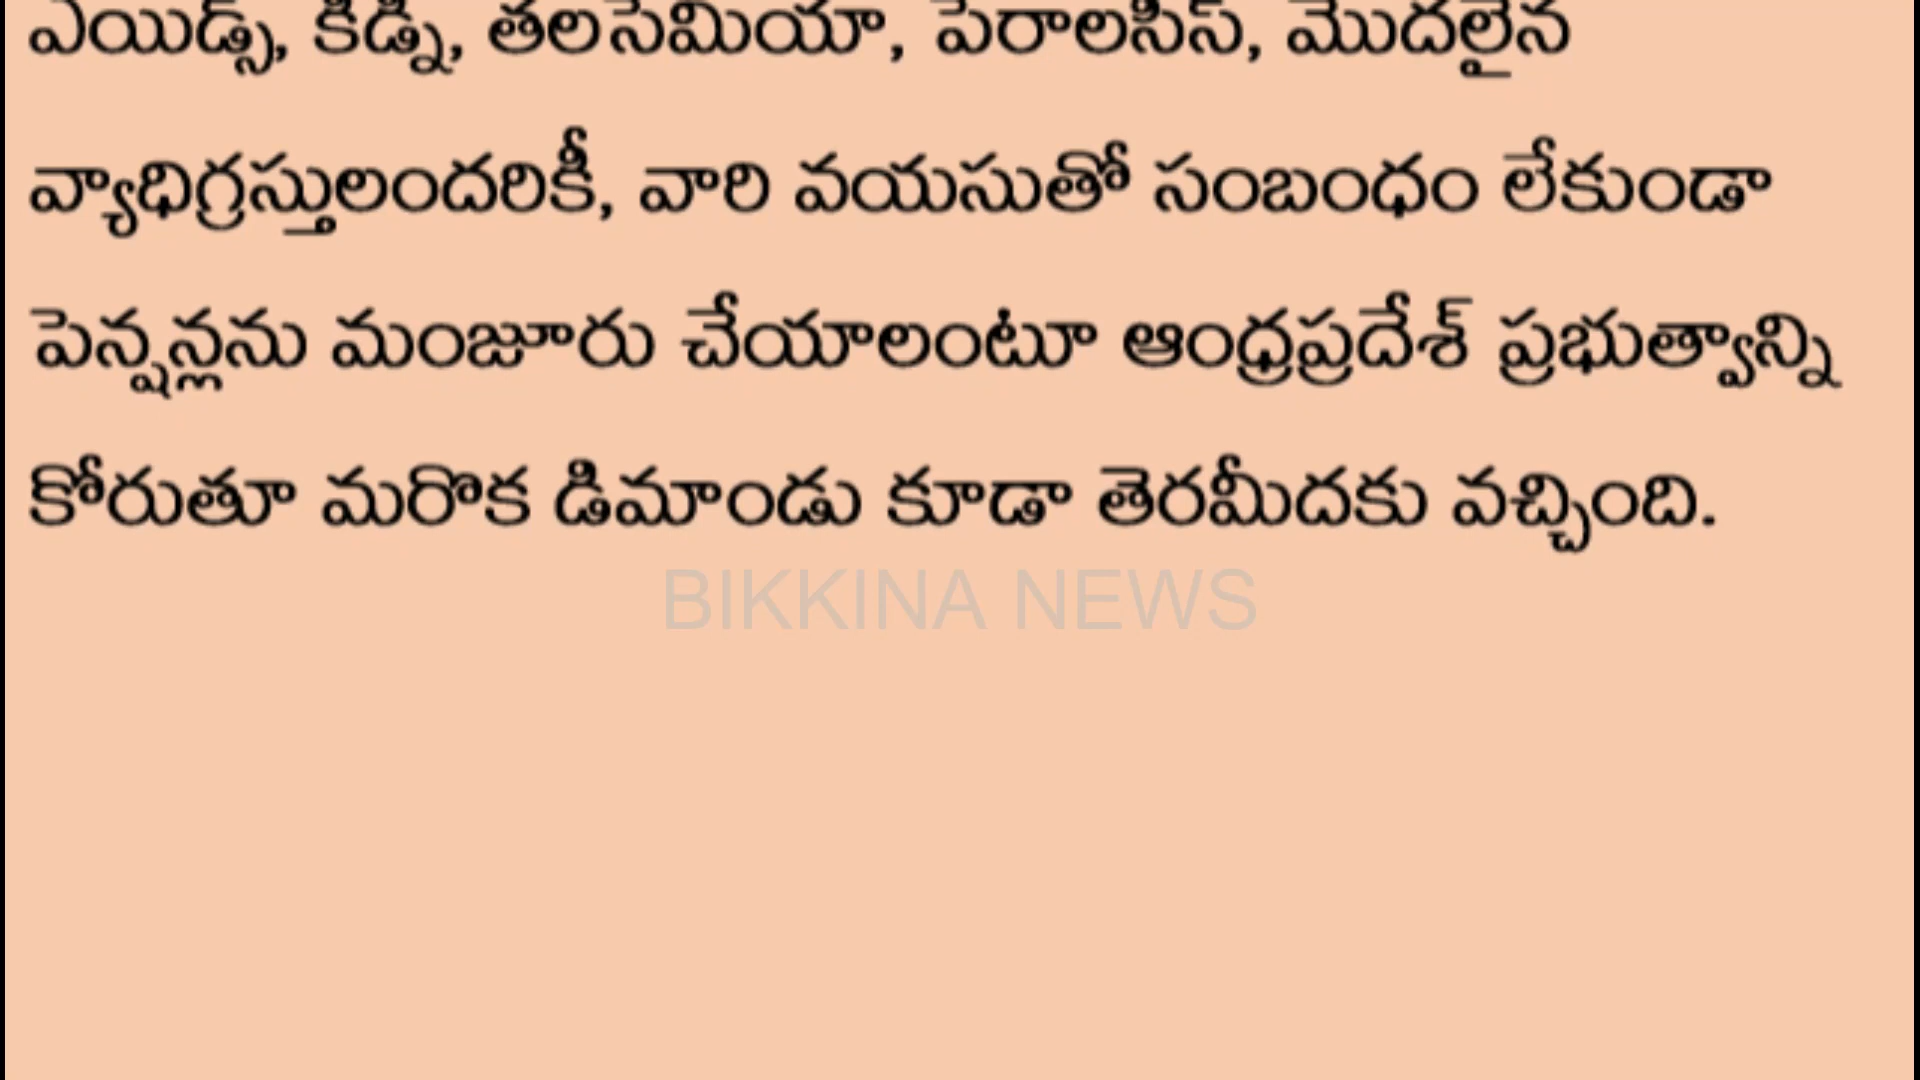 ఎయిడ్స్, కిడ్ని, తలసేమియా, పేరాలసిస్, మొదలైన
వ్యాధిగ్రస్తులందరికీ, వారి వయసుతో సంబంధం లేకుండా
పెన్షన్లను మంజూరు చేయాలంటూ ఆంధ్రప్రదేశ్ ప్రభుత్వాన్ని
కోరుతూ మరొక డిమాండు కూడా తెరమీదకు వచ్చింది.
BIKKINA NEWS